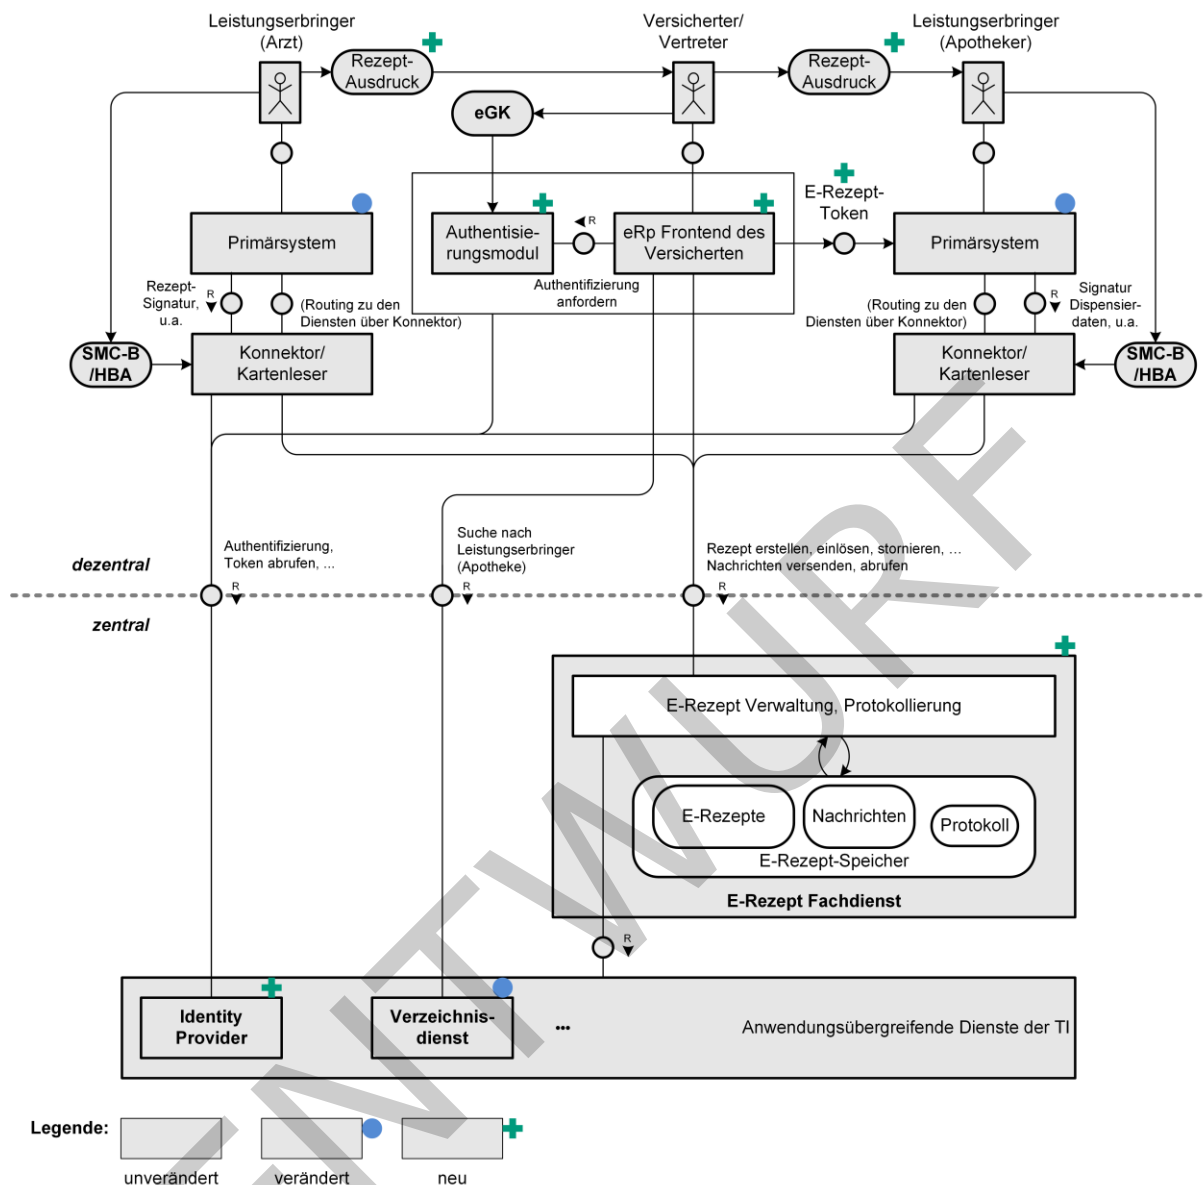 Leistungserbringer
(Arzt)
Versicherter/
Vertreter
Leistungserbringer
(Apotheker)
Rezept-
Ausdruck
Rezept-
Ausdruck
eGK
E-Rezept-
Token
Primärsystem
Authentisie-
rungsmodul
R
eRp Frontend des
Versicherten
Primärsystem
Authentifizierung
anfordern
Rezept-
Signatur,
u.a.
R
(Routing zu den
Diensten über Konnektor)
(Routing zu den
Diensten über Konnektor)
R
Signatur
Dispensier-
daten, u.a.
SMC-B
/HBA
Konnektor/
Kartenleser
Konnektor/
Kartenleser
SMC-B
/HBA
dezentral
Authentifizierung,
Token abrufen, ...
R
Suche nach
Leistungserbringer
(Apotheke)
R
Rezept erstellen, einlösen, stornieren, …
Nachrichten versenden, abrufen
R
zentral
E-Rezept Verwaltung, Protokollierung
E-Rezepte
Nachrichten
Protokoll
E-Rezept-Speicher
E-Rezept Fachdienst
R
Identity
Provider
Verzeichnis-
dienst
...
Anwendungsübergreifende Dienste der TI
Legende:
unverändert
verändert
neu
ENTWURF